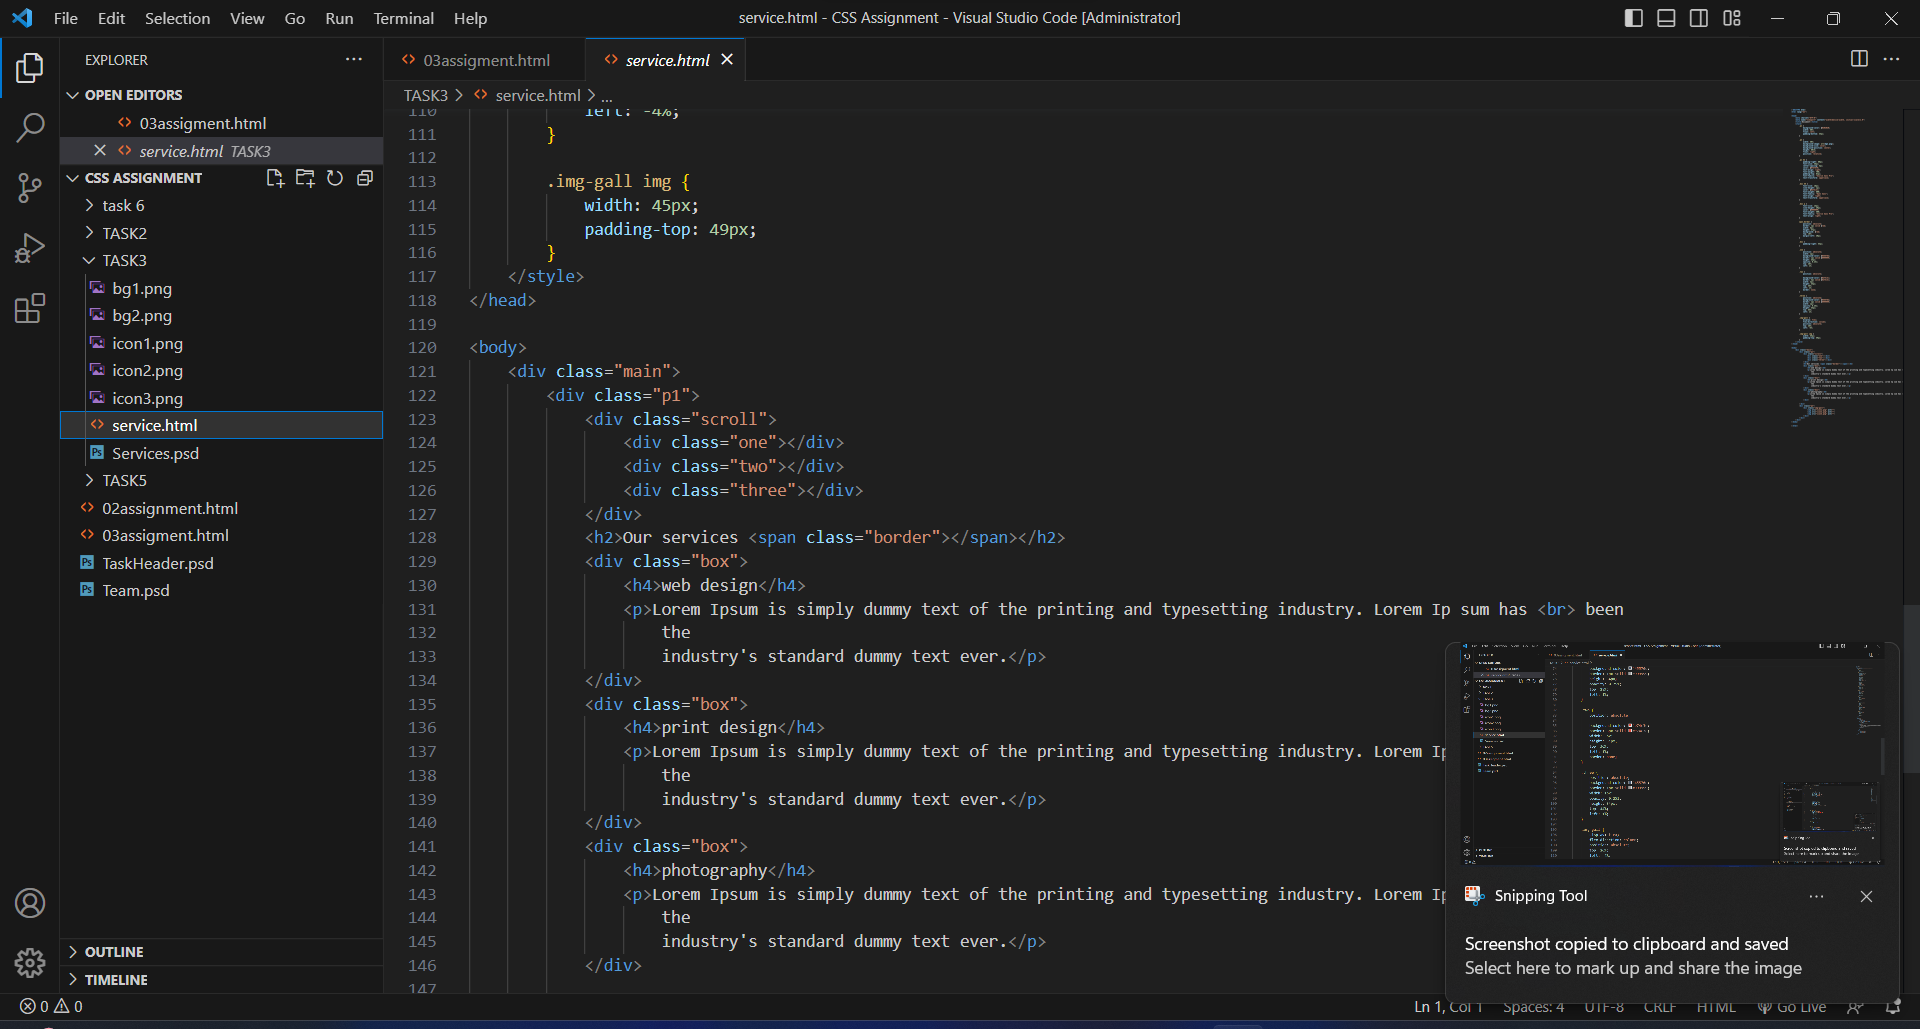 File Edit Selection View Go Run Terminal Help
service.html - CSS Assignment - Visual Studio Code [Administrator]
EXPLORER
OPEN EDITORS
03assigment.html
service.html TASK3
CSS ASSIGNMENT
task 6
TASK2
TASK3
bg1.png
bg2.png
icon1.png
icon2.png
icon3.png
service.html
Services.psd
TASK5
02assignment.html
03assigment.html
TaskHeader.psd
Team.psd
OUTLINE
TIMELINE
03assigment.html service.html
TASK3 > service.html > ...
110 left: -4%;
111 }
112
113 .img-gall img {
114 width: 45px;
115 padding-top: 49px;
116 }
117 </style>
118 </head>
119
120 <body>
121 <div class="main">
122 <div class="p1">
123 <div class="scroll">
124 <div class="one"></div>
125 <div class="two"></div>
126 <div class="three"></div>
127 </div>
128 <h2>Our services <span class="border"></span></h2>
129 <div class="box">
130 <h4>web design</h4>
131 <p>Lorem Ipsum is simply dummy text of the printing and typesetting industry. Lorem Ip sum has <br> been
132 the
133 industry's standard dummy text ever.</p>
134 </div>
135 <div class="box">
136 <h4>print design</h4>
137 <p>Lorem Ipsum is simply dummy text of the printing and typesetting industry. Lorem Ip
138 the
139 industry's standard dummy text ever.</p>
140 </div>
141 <div class="box">
142 <h4>photography</h4>
143 <p>Lorem Ipsum is simply dummy text of the printing and typesetting industry. Lorem Ip
144 the
145 industry's standard dummy text ever.</p>
146 </div>
147
Snipping Tool
Screenshot copied to clipboard and saved
Select here to mark up and share the image
0 0
Ln 1, Col 1 Spaces: 4 UTF-8 CRLF HTML Go Live